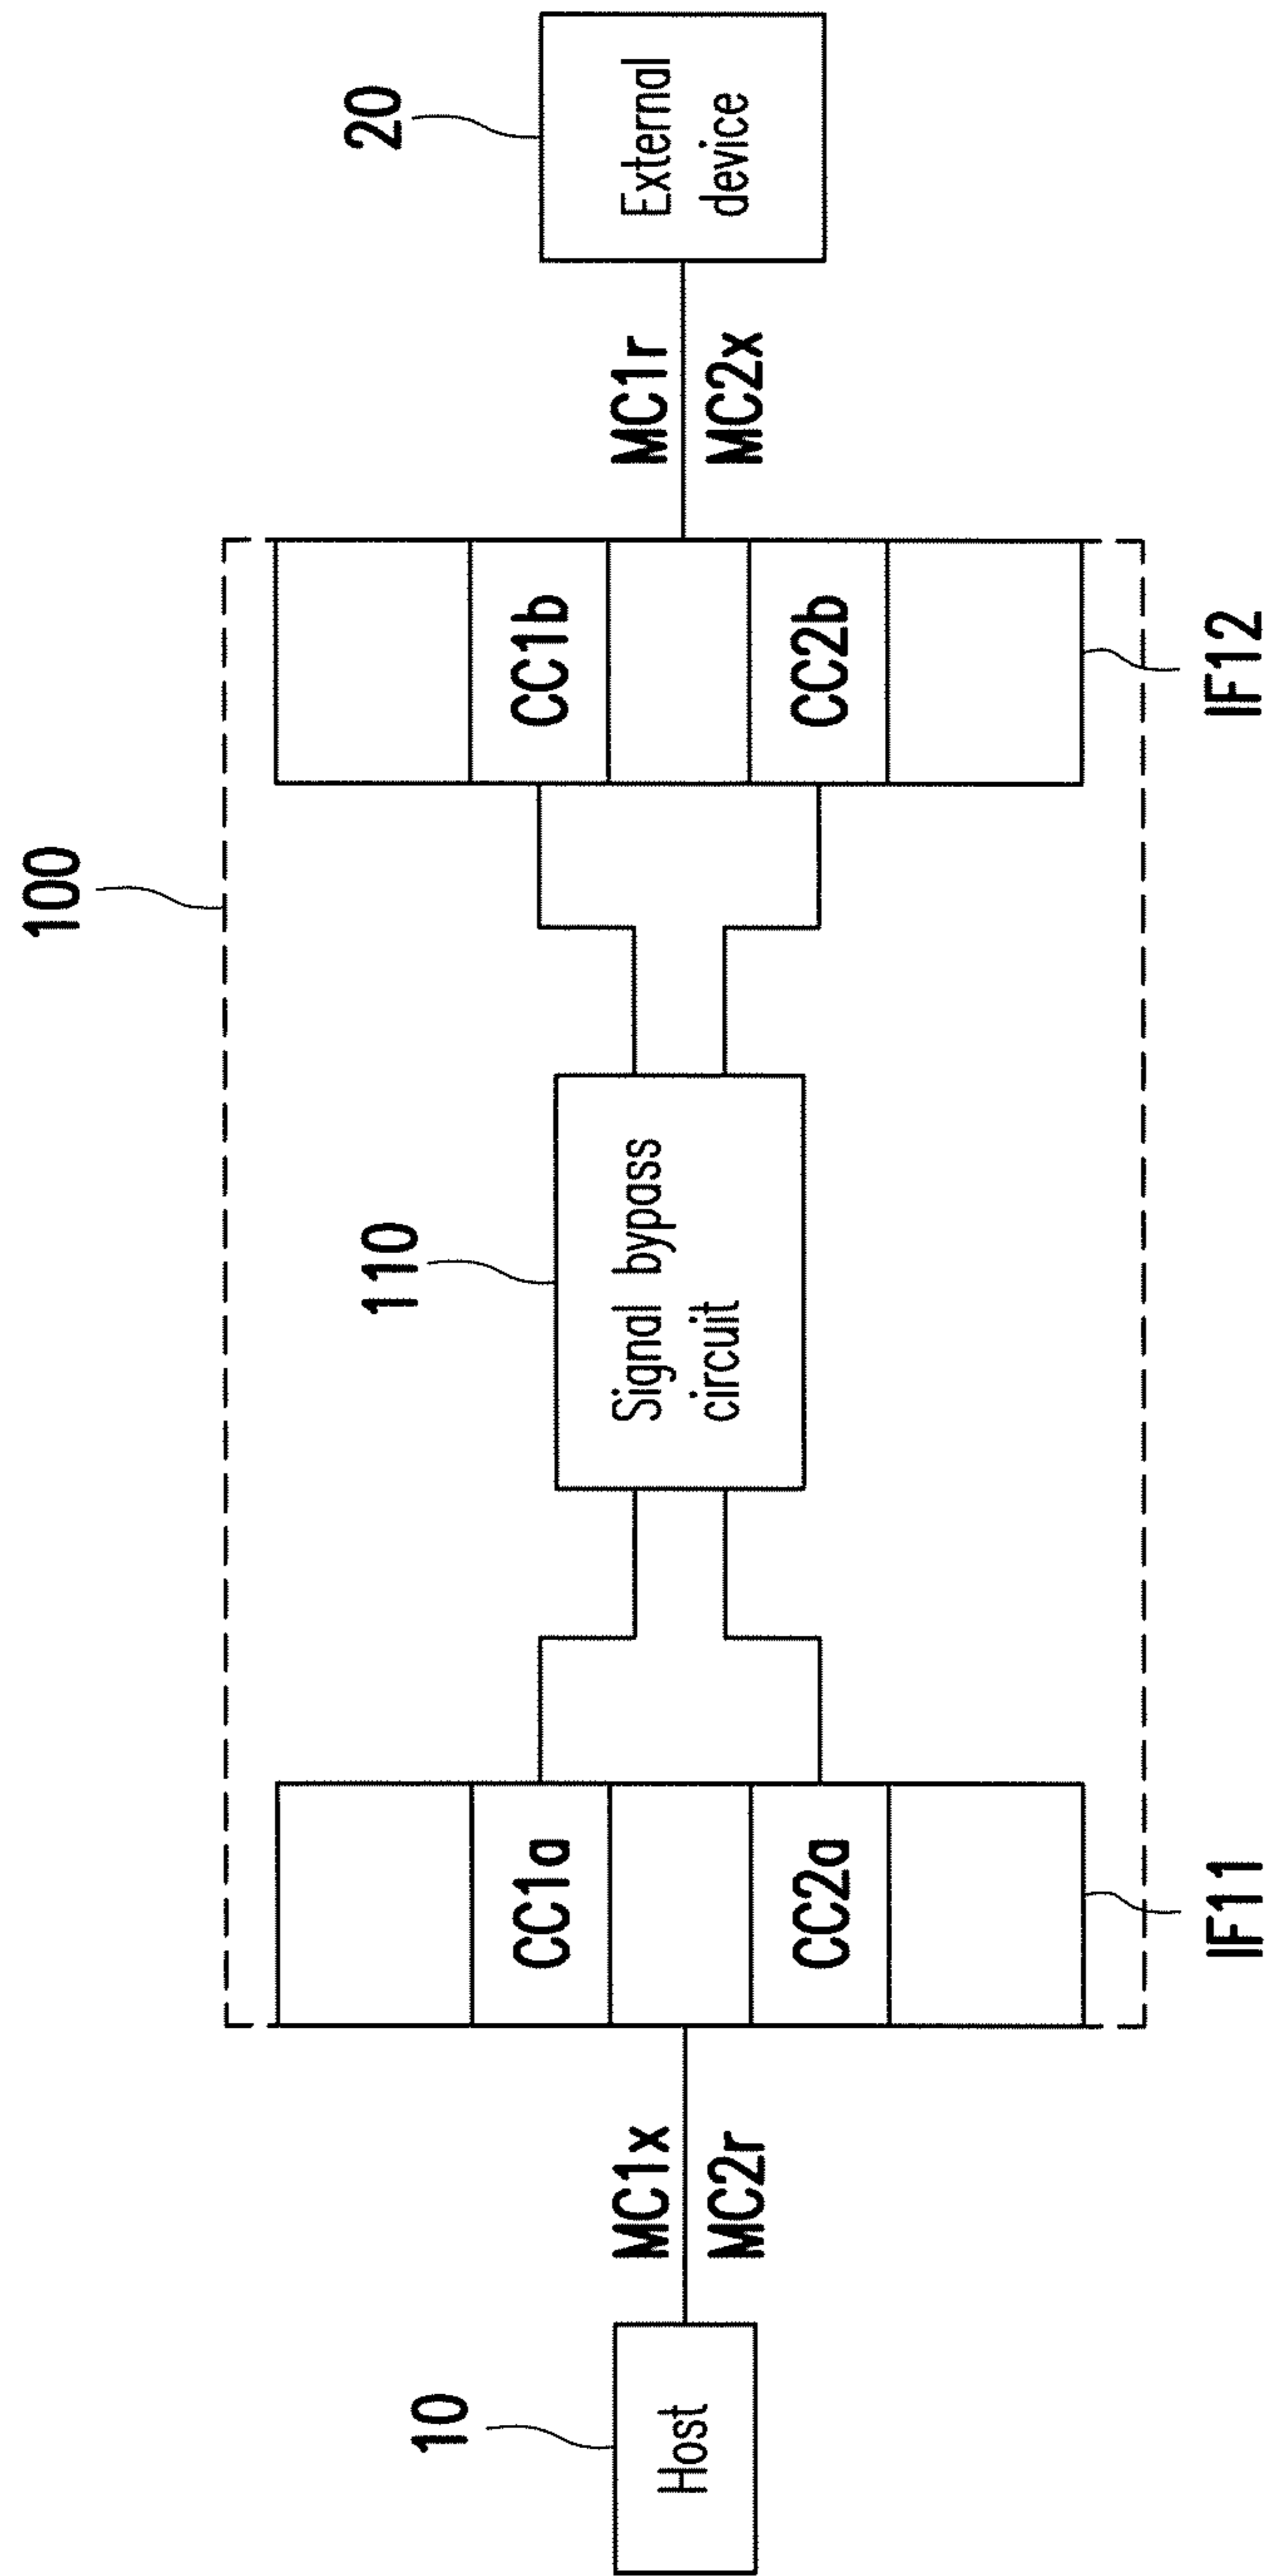 100
10
Host
MC1x
MC2r
CC1a
CC2a
IF11
110
Signal bypass
circuit
CC1b
CC2b
IF12
MC1r
MC2x
20
External
device